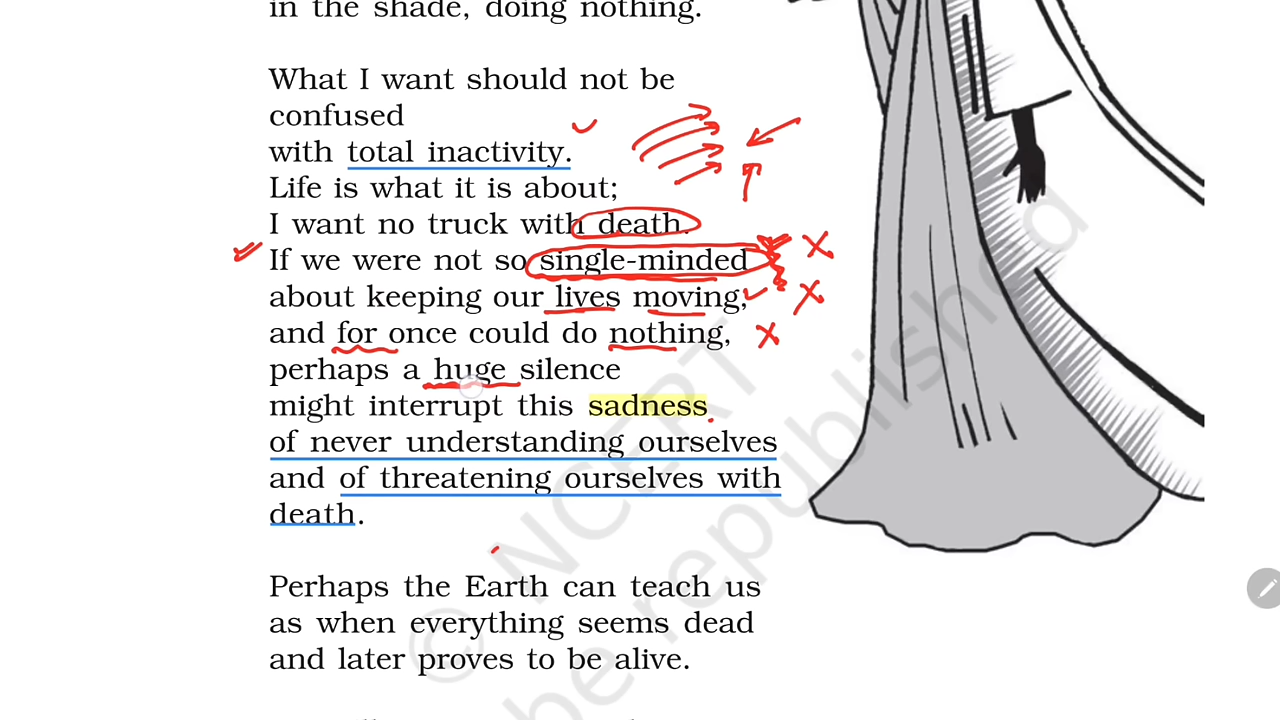 in the shade, doing nothing.
What I want should not be
confused
with total inactivity.
Life is what it is about;
I want no truck with death.
If we were not so single-minded
about keeping our lives moving,
and for once could do nothing,
perhaps a huge silence
might interrupt this sadness
of never understanding ourselves
and of threatening ourselves with
death.
Perhaps the Earth can teach us
as when everything seems dead
and later proves to be alive.
© NCERT
be republished